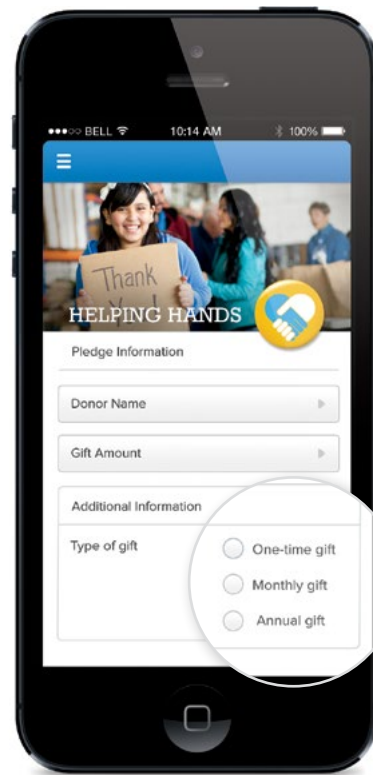 BELL 10:14 AM 100%
Thank
You!
HELPING HANDS
Pledge Information
Donor Name
Gift Amount
Additional Information
Type of gift
One-time gift
Monthly gift
Annual gift